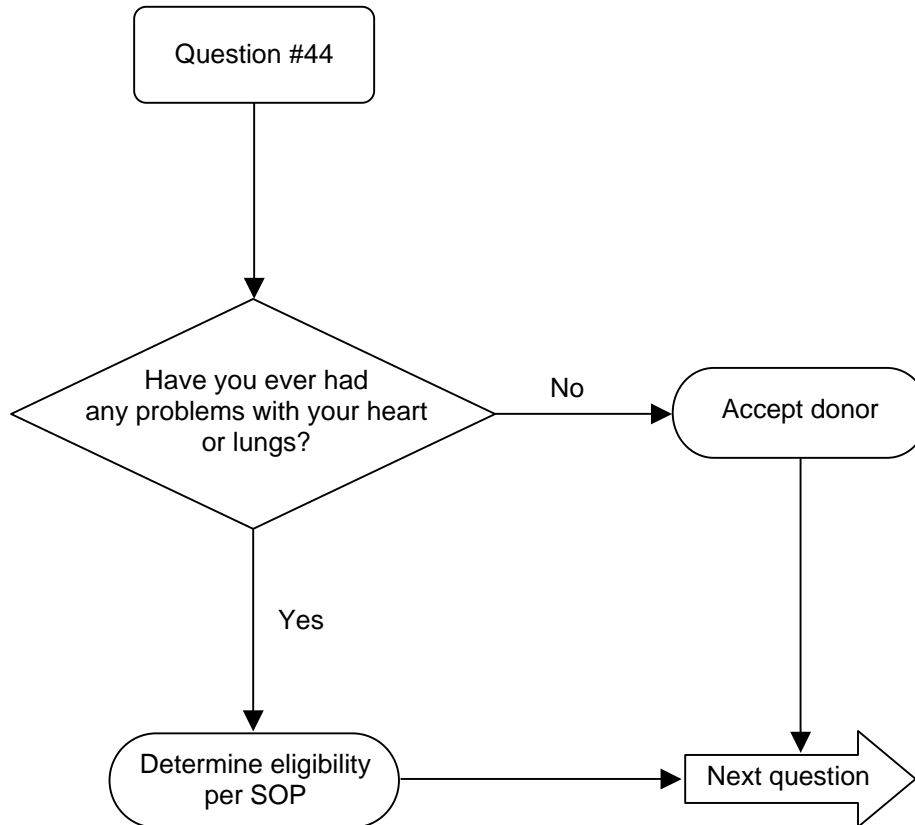 Question #44
Have you ever had
any problems with your heart
or lungs?
No
Accept donor
Yes
Determine eligibility
per SOP
Next question